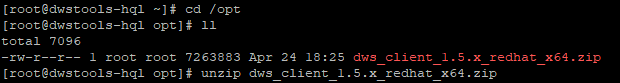 [root@dwstools-hql ~]# cd /opt
[root@dwstools-hql opt]# ll
total 7096
-rw-r--r-- 1 root root 7263883 Apr 24 18:25 dws_client_1.5.x_redhat_x64.zip
[root@dwstools-hql opt]# unzip dws_client_1.5.x_redhat_x64.zip